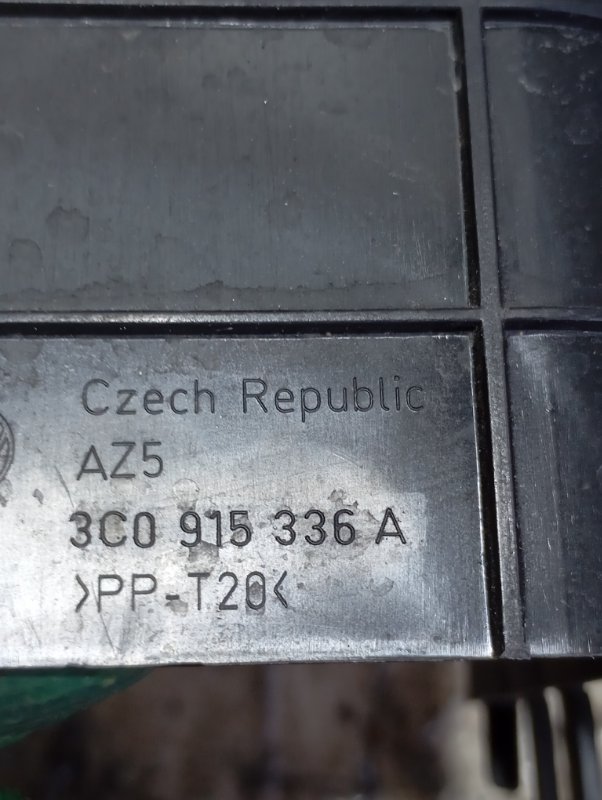 Czech Republic
AZ5
3C0 915 336 A
>PP-T20<